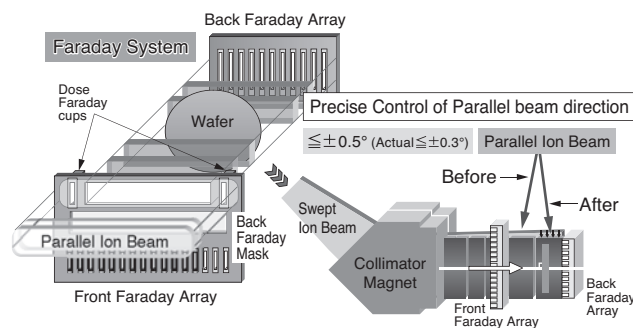 Back Faraday Array
Faraday System
Dose
Faraday
cups
Wafer
Precise Control of Parallel beam direction
≦±0.5° (Actual≦±0.3°)
Parallel Ion Beam
Before
After
Swept
Ion Beam
Back
Faraday
Mask
Parallel Ion Beam
Collimator
Magnet
Front Faraday Array
Front
Faraday Array
Back
Faraday
Array